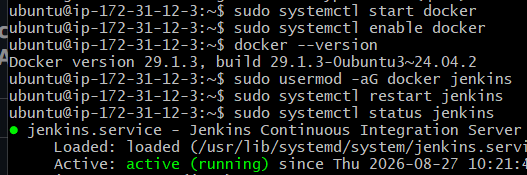 ubuntu@ip-172-31-12-3:~$ sudo systemctl start docker
ubuntu@ip-172-31-12-3:~$ sudo systemctl enable docker
ubuntu@ip-172-31-12-3:~$ docker --version
Docker version 29.1.3, build 29.1.3-0ubuntu3~24.04.2
ubuntu@ip-172-31-12-3:~$ sudo usermod -aG docker jenkins
ubuntu@ip-172-31-12-3:~$ sudo systemctl restart jenkins
ubuntu@ip-172-31-12-3:~$ sudo systemctl status jenkins
● jenkins.service - Jenkins Continuous Integration Server
Loaded: loaded (/usr/lib/systemd/system/jenkins.servi
Active: active (running) since Thu 2026-08-27 10:21:4